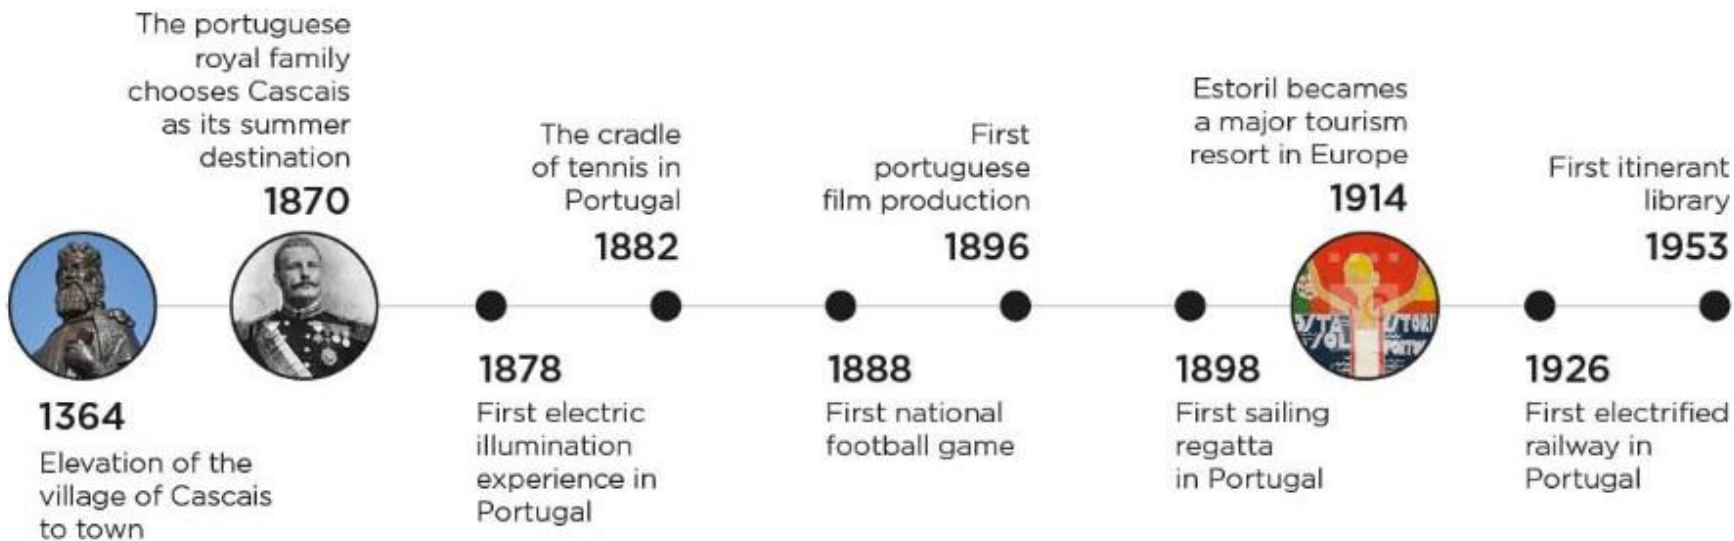 The portuguese
royal family
chooses Cascais
as its summer
destination
1870
The cradle
of tennis in
Portugal
1882
First
portuguese
film production
1896
Estoril becames
a major tourism
resort in Europe
1914
First itinerant
library
1953
1364
Elevation of the
village of Cascais
to town
1878
First electric
illumination
experience in
Portugal
1888
First national
football game
1898
First sailing
regatta
in Portugal
1926
First electrified
railway in
Portugal